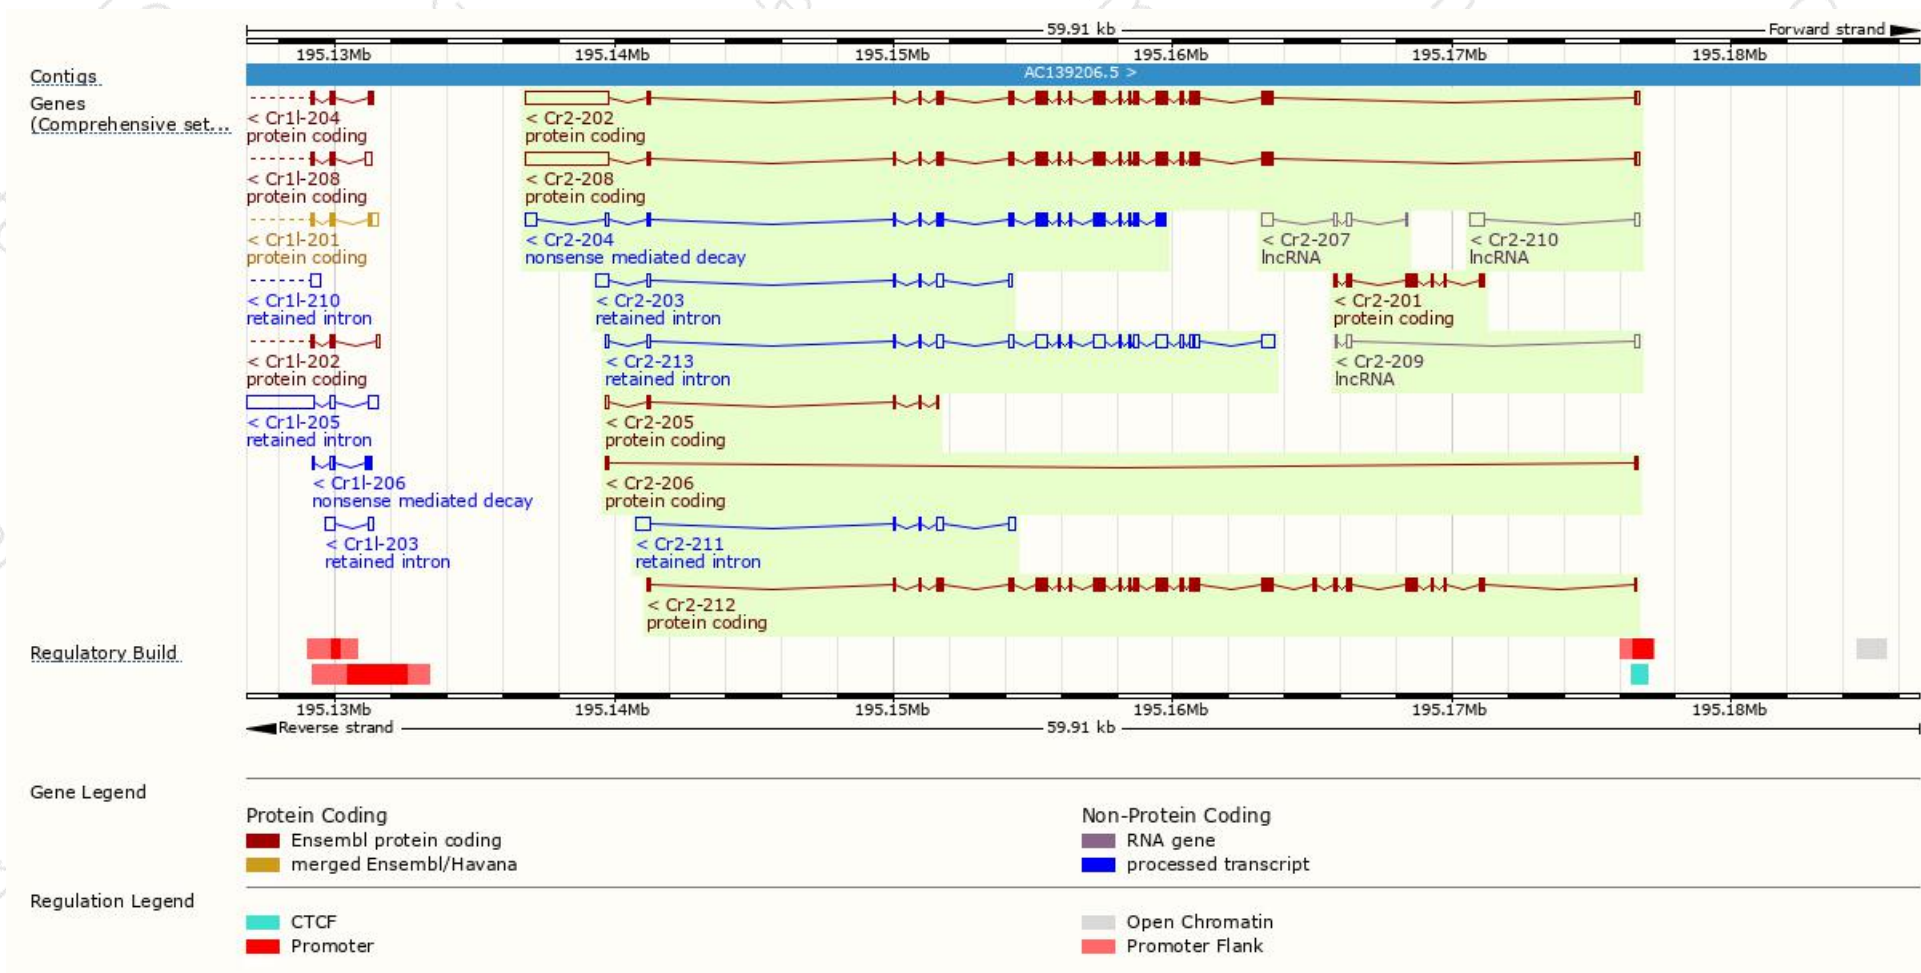 59.91 kb
Forward strand
195.13Mb 195.14Mb 195.15Mb 195.16Mb 195.17Mb 195.18Mb
Contigs
AC139206.5 >
Genes
(Comprehensive set...
< Cr1l-204 < Cr2-202
protein coding protein coding
< Cr1l-208 < Cr2-208
protein coding protein coding
< Cr1l-201 < Cr2-204 < Cr2-207 < Cr2-210
protein coding nonsense mediated decay lncRNA lncRNA
< Cr1l-210 < Cr2-203 < Cr2-201
retained intron retained intron protein coding
< Cr1l-202 < Cr2-213 < Cr2-209
protein coding retained intron lncRNA
< Cr1l-205 < Cr2-205
retained intron protein coding
< Cr1l-206 < Cr2-206
nonsense mediated decay protein coding
< Cr1l-203 < Cr2-211
retained intron retained intron
< Cr2-212
protein coding
Regulatory Build
195.13Mb 195.14Mb 195.15Mb 195.16Mb 195.17Mb 195.18Mb
Reverse strand 59.91 kb
Gene Legend
Protein Coding Non-Protein Coding
Ensembl protein coding RNA gene
merged Ensembl/Havana processed transcript
Regulation Legend
CTCF Open Chromatin
Promoter Promoter Flank